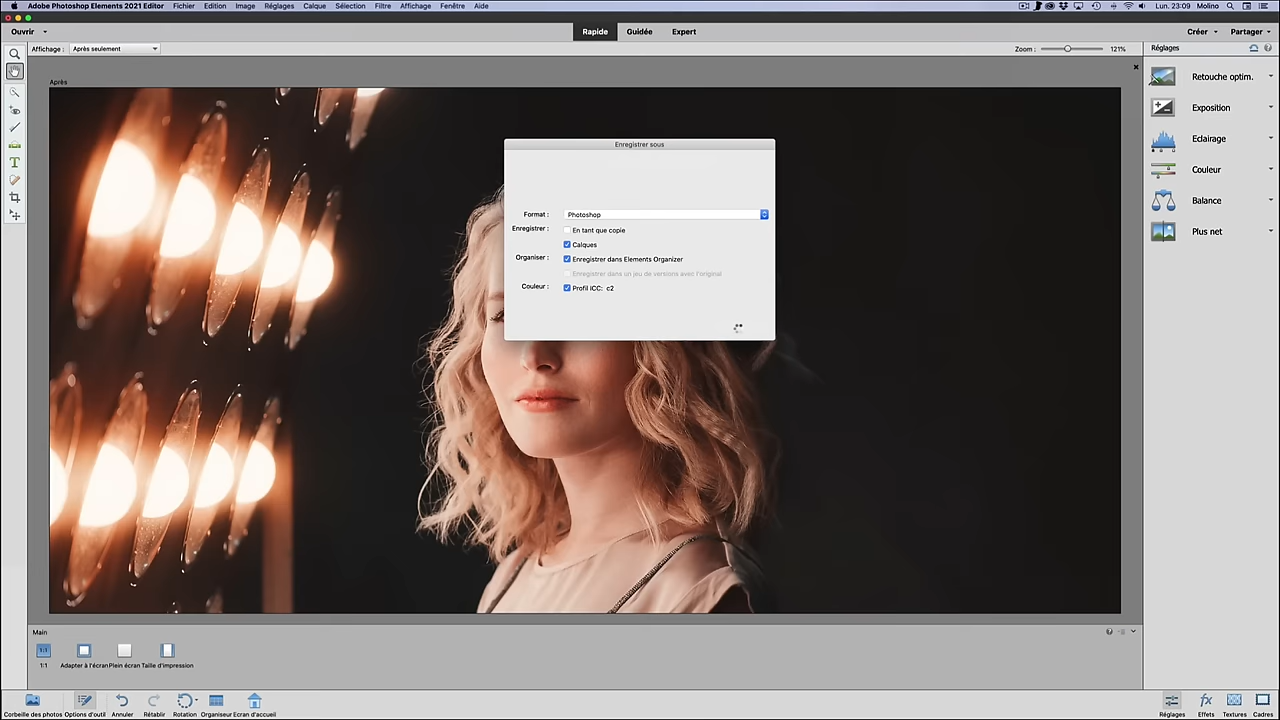 Adobe Photoshop Elements 2021 Editor Fichier Edition Image Réglages Calque Sélection Filtre Affichage Fenêtre Aide Lun. 23:09 Molino
Ouvrir Rapide Guidée Expert Créer Partager
Affichage : Après seulement Zoom : 121% Réglages
Après
Retouche optim.
Exposition
Eclairage
Couleur
Balance
Plus net
Enregistrer sous
Format : Photoshop
Enregistrer : En tant que copie
Calques
Organiser : Enregistrer dans Elements Organizer
Enregistrer dans un jeu de versions avec l'original
Couleur : Profil ICC: c2
Main
1:1 Adapter à l'écran Plein écran Taille d'impression
Corbeille des photos Options d'outil Annuler Rétablir Rotation Organiseur Ecran d'accueil Réglages Effets Textures Cadres